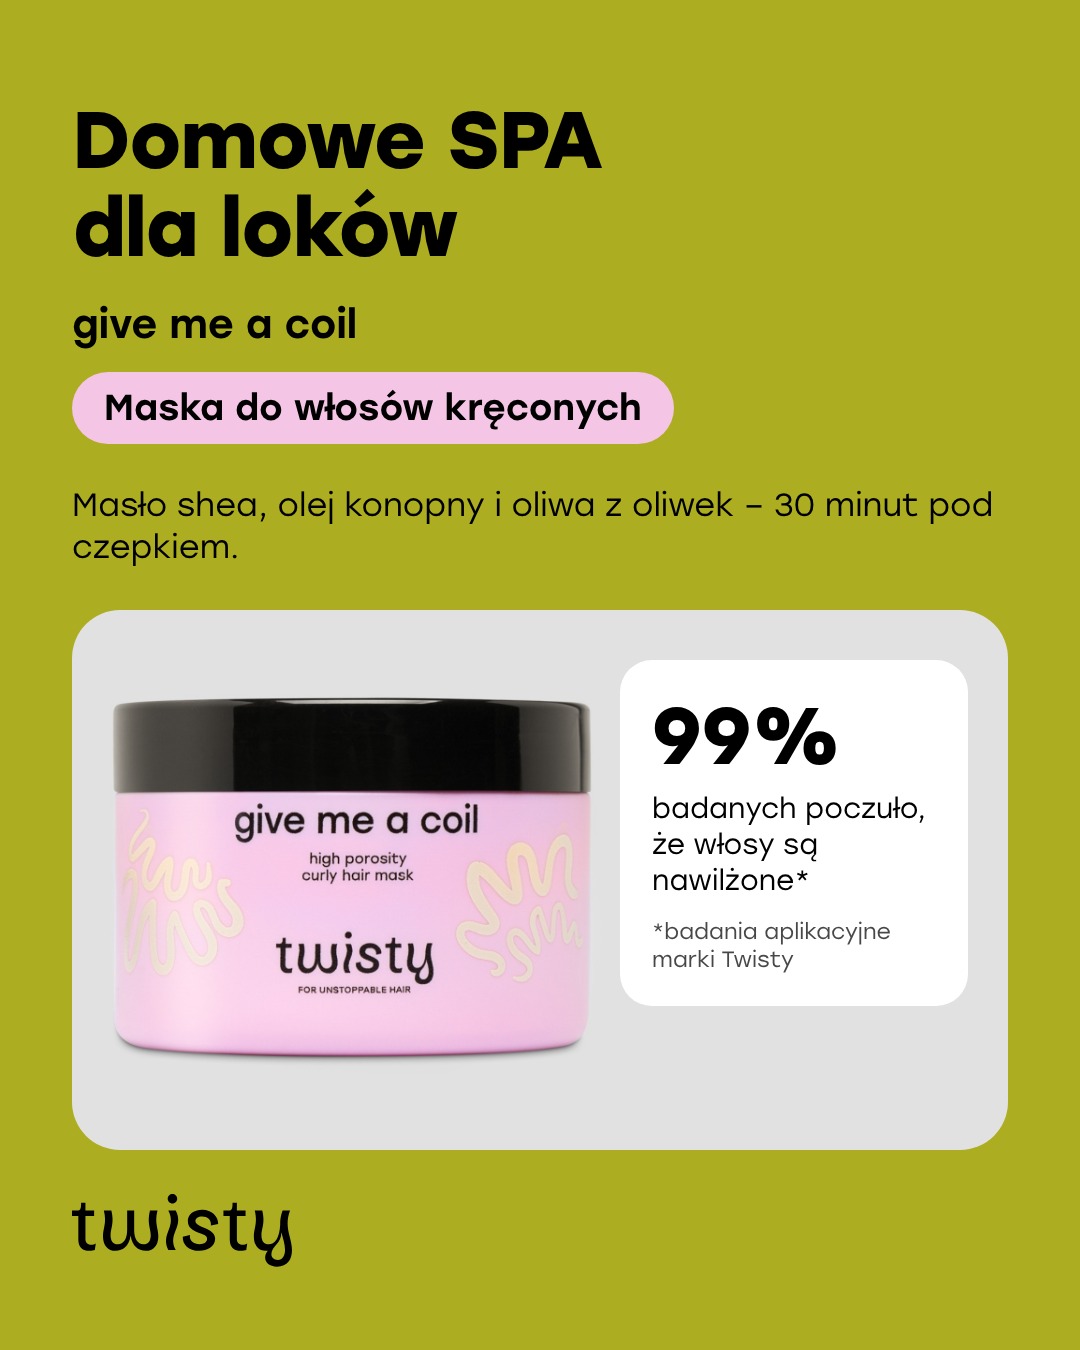 Domowe SPA
dla loków
give me a coil
Maska do włosów kręconych
Masło shea, olej konopny i oliwa z oliwek – 30 minut pod
czepkiem.
give me a coil
high porosity
curly hair mask
twisty
FOR UNSTOPPABLE HAIR
99%
badanych poczuło,
że włosy są
nawilżone*
*badania aplikacyjne
marki Twisty
twisty